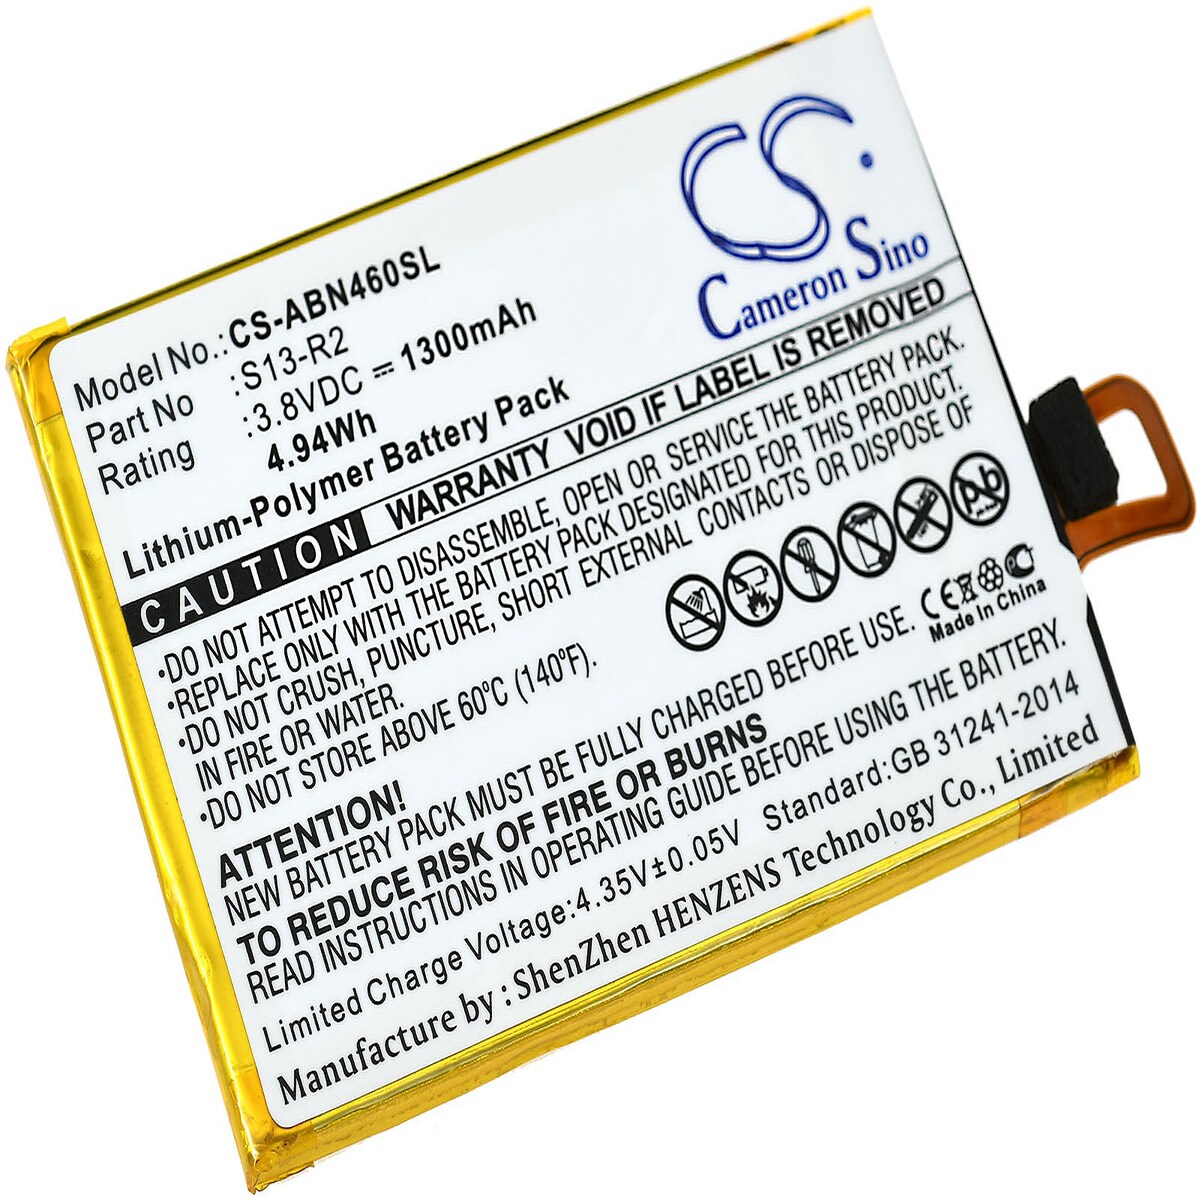 CS
Cameron Sino
Model No.:CS-ABN460SL
Part No :S13-R2
Rating :3.8VDC ⎓ 1300mAh
4.94Wh
Lithium-Polymer Battery Pack
CAUTION WARRANTY VOID IF LABEL IS REMOVED
•DO NOT ATTEMPT TO DISASSEMBLE, OPEN OR SERVICE THE BATTERY PACK.
•REPLACE ONLY WITH THE BATTERY PACK DESIGNATED FOR THIS PRODUCT.
•DO NOT CRUSH, PUNCTURE, SHORT EXTERNAL CONTACTS OR DISPOSE OF
IN FIRE OR WATER.
•DO NOT STORE ABOVE 60°C (140°F).
Pb
CE
Made In China
ATTENTION!
NEW BATTERY PACK MUST BE FULLY CHARGED BEFORE USE.
TO REDUCE RISK OF FIRE OR BURNS
READ INSTRUCTIONS IN OPERATING GUIDE BEFORE USING THE BATTERY.
Limited Charge Voltage:4.35V±0.05V Standard:GB 31241-2014
Manufacture by : ShenZhen HENZENS Technology Co., Limited